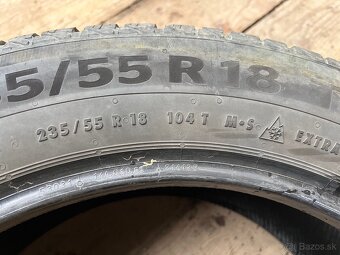 5/55 R 18
235/55 R 18 104 T M·S EXTRA
Bazos.sk